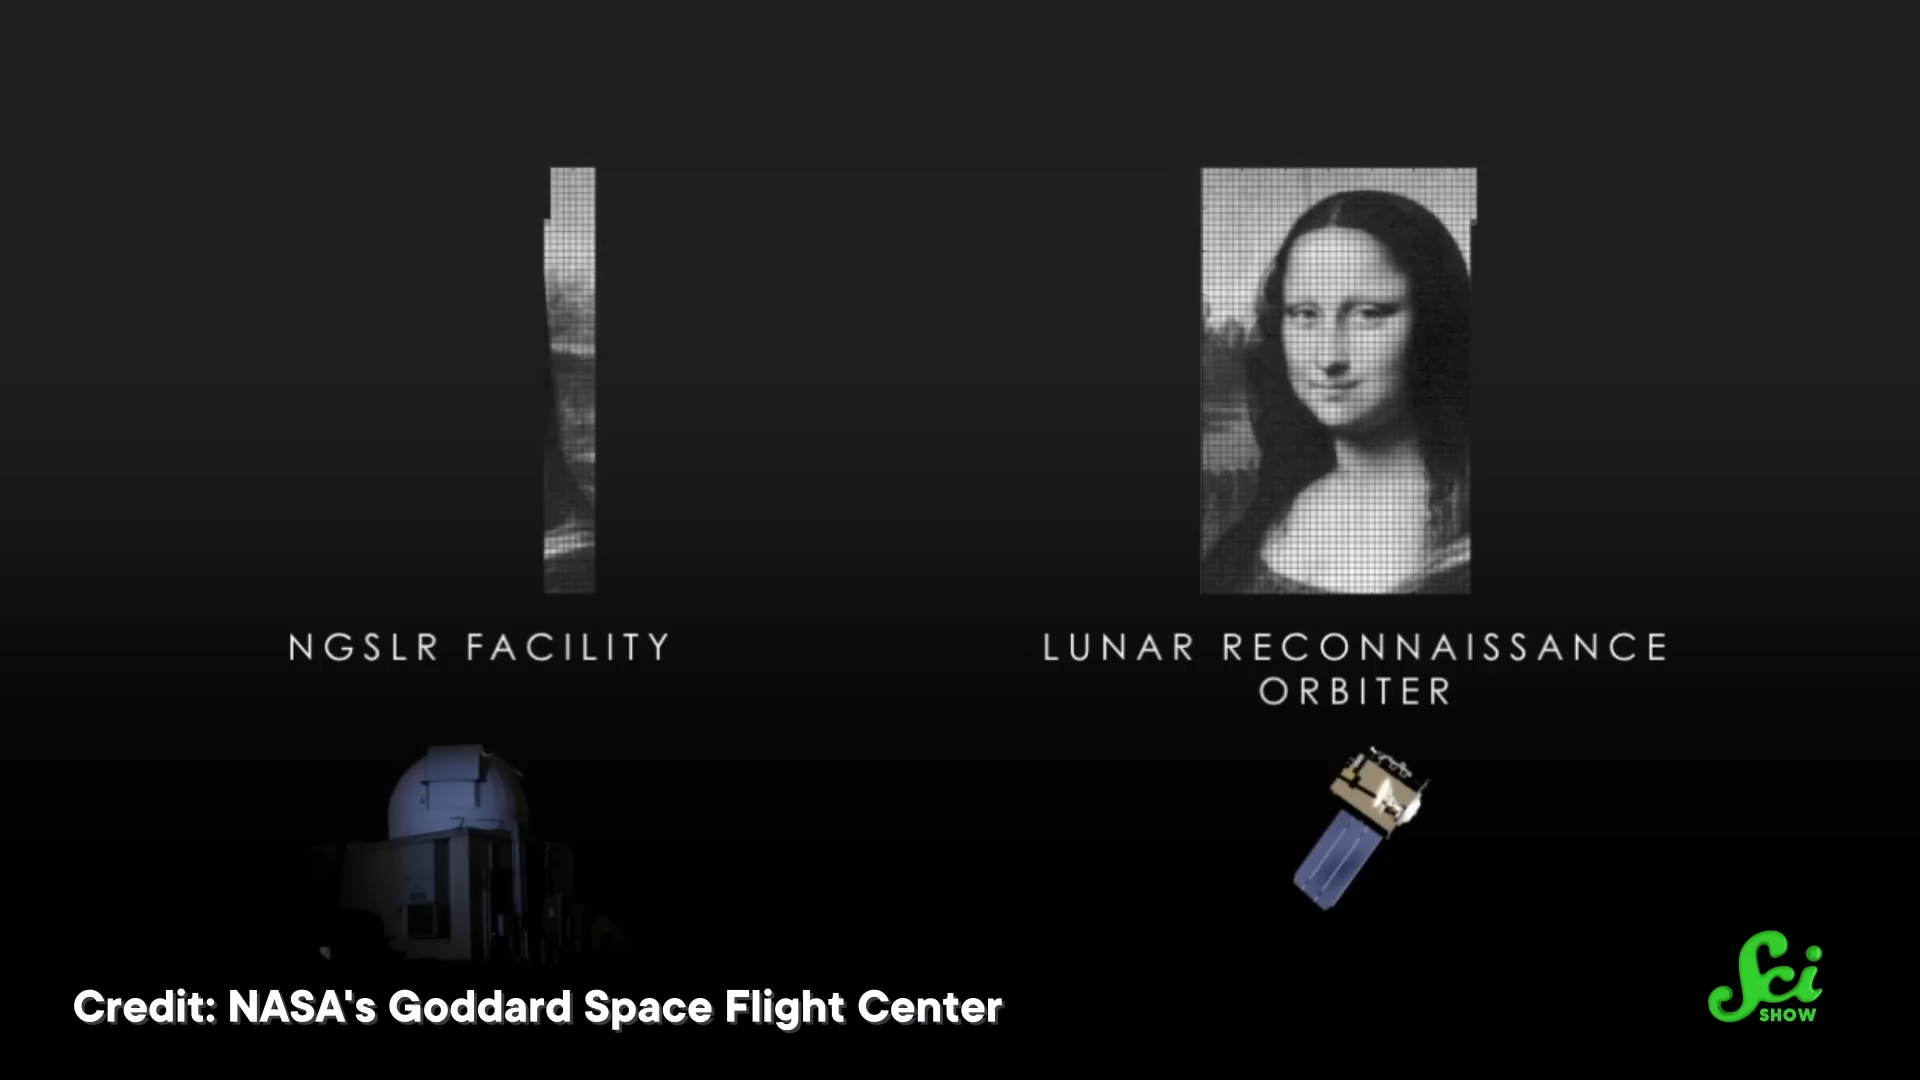 NGSLR FACILITY
LUNAR RECONNAISSANCE
ORBITER
Credit: NASA's Goddard Space Flight Center
Sci
SHOW